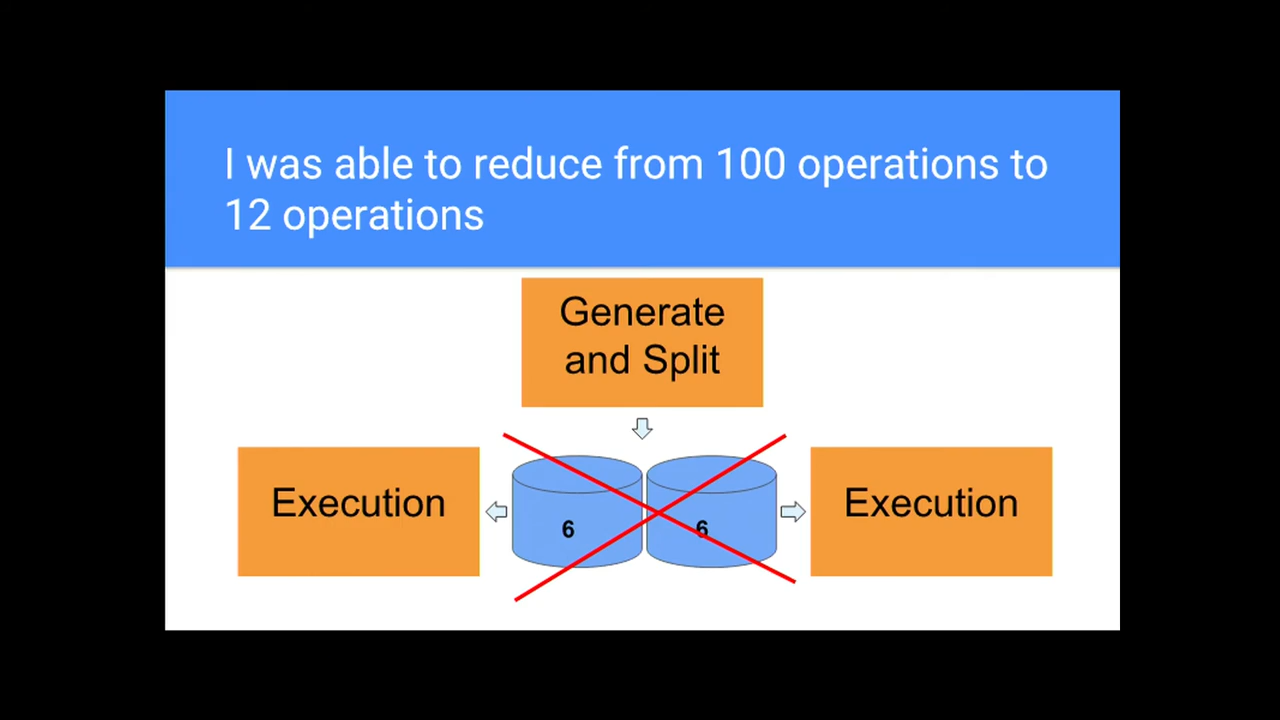 I was able to reduce from 100 operations to
12 operations
Generate
and Split
Execution
6
6
Execution